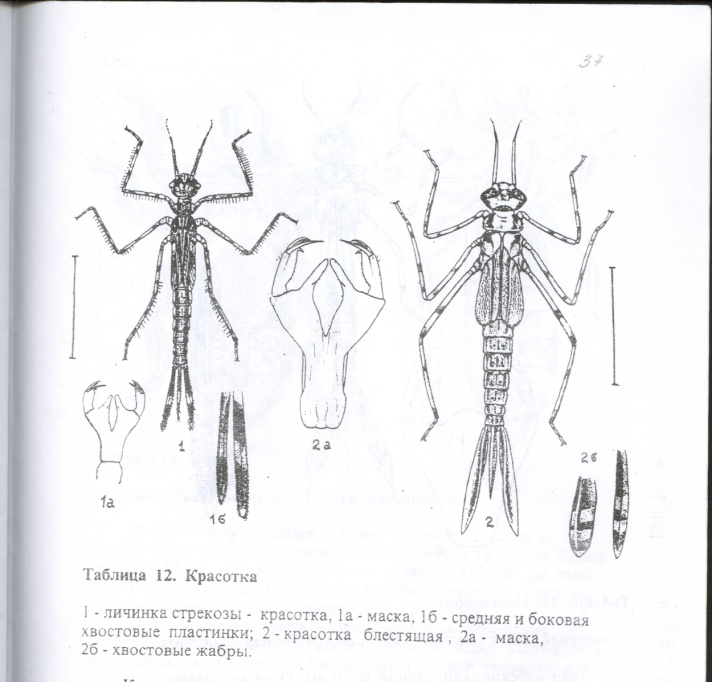 37
1
2а
1а
1б
2
2б
Таблица 12. Красотка
1 - личинка стрекозы - красотка, 1а - маска, 1б - средняя и боковая
хвостовые пластинки; 2 - красотка блестящая, 2а - маска,
2б - хвостовые жабры.